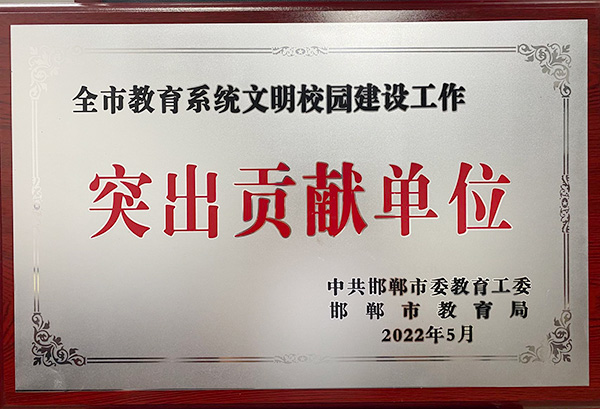 全市教育系统文明校园建设工作
突出贡献单位
中共邯郸市委教育工委
邯郸市教育局
2022年5月